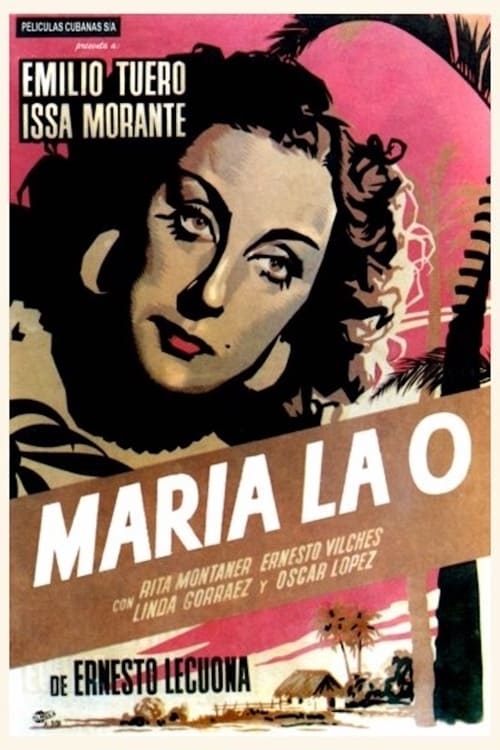 PELICULAS CUBANAS S/A
presenta a:
EMILIO TUERO
ISSA MORANTE
MARIA LA O
CON RITA MONTANER ERNESTO VILCHES
LINDA GORRAEZ Y OSCAR LOPEZ
DE ERNESTO LECUONA